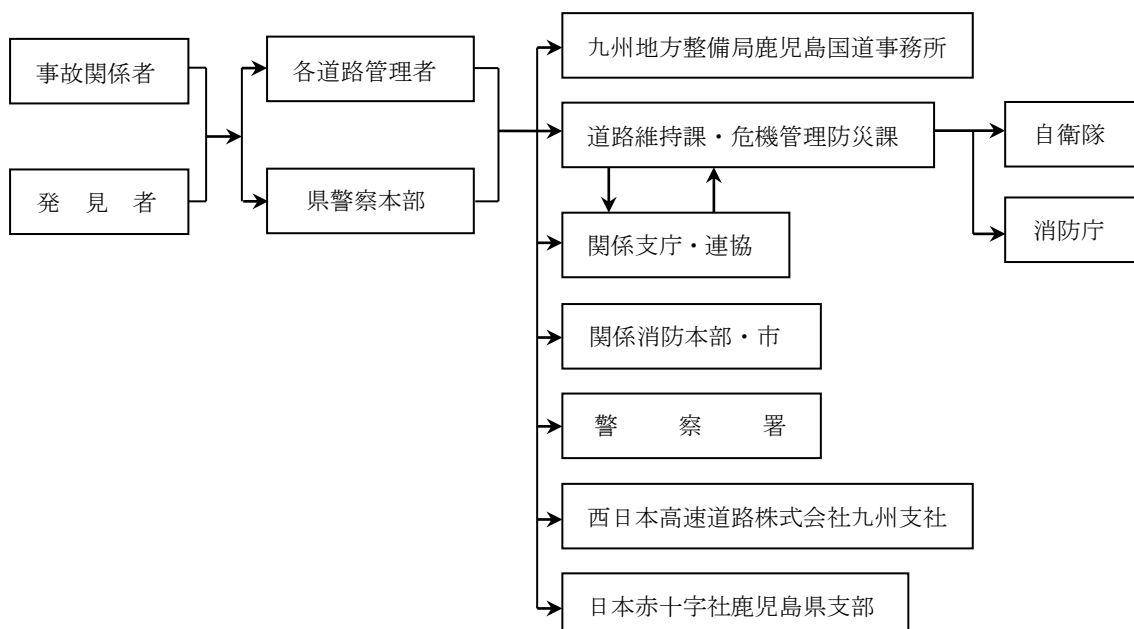 事故関係者
発　見　者
各道路管理者
県警察本部
九州地方整備局鹿児島国道事務所
道路維持課・危機管理防災課
関係支庁・連協
関係消防本部・市
警　察　署
西日本高速道路株式会社九州支社
日本赤十字社鹿児島県支部
自衛隊
消防庁